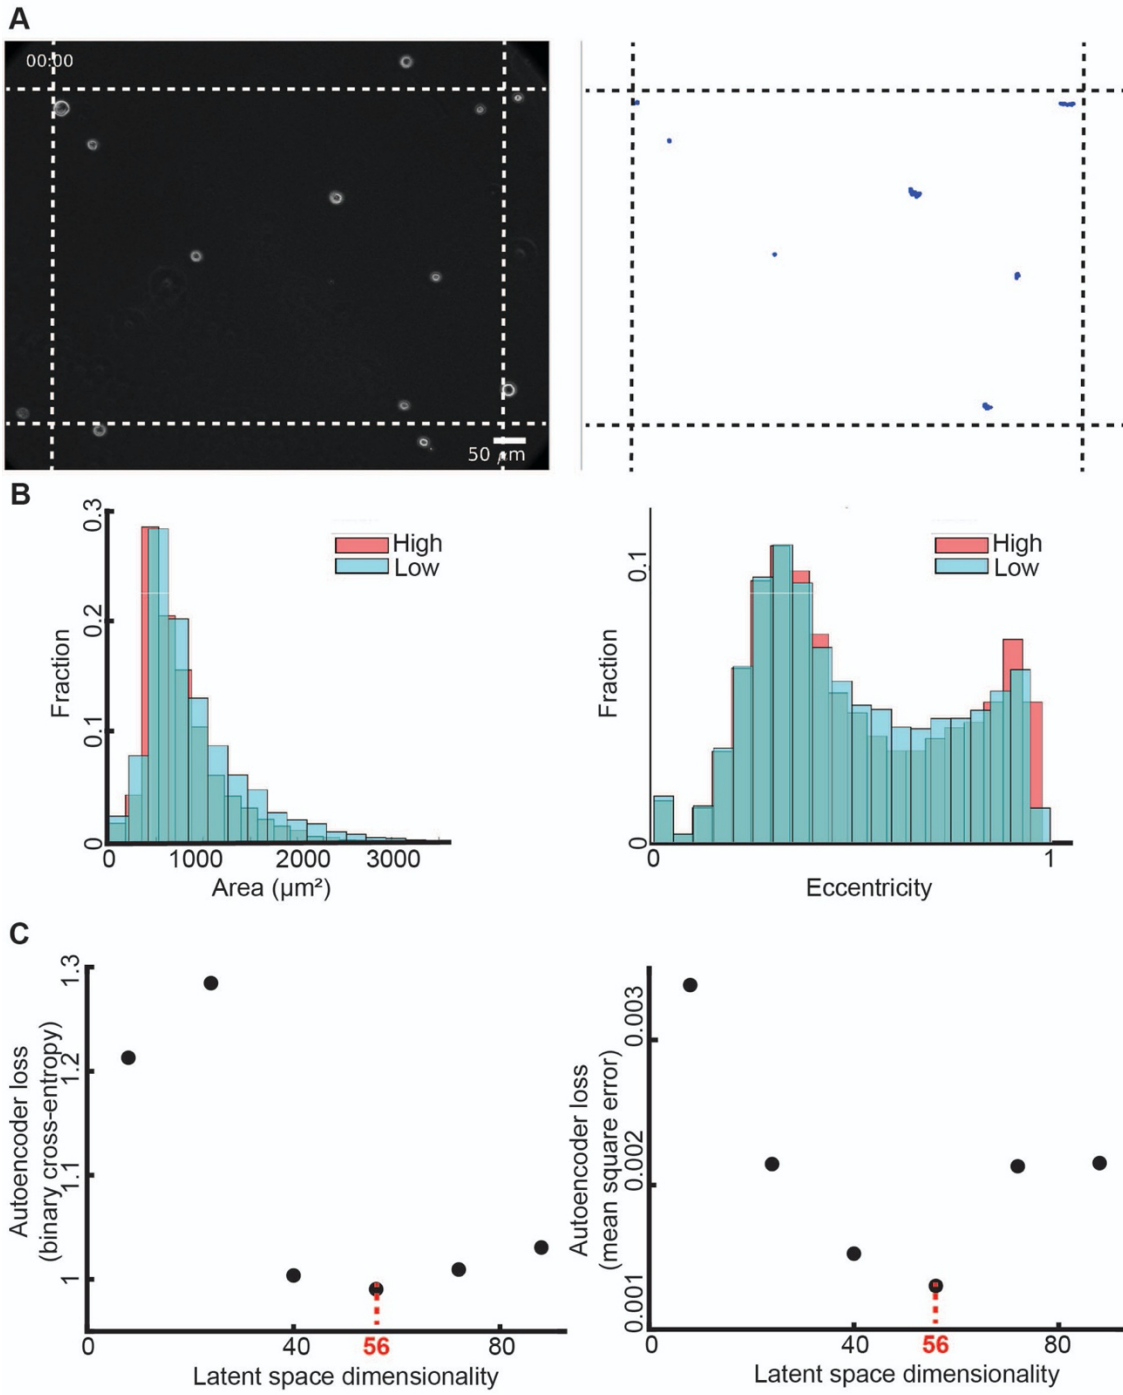 A
00:00
50 μm
B
0.3
0.2
0.1
0
Fraction
High
Low
0
1000
2000
3000
Area (μm²)
0.1
0
Fraction
High
Low
0
1
Eccentricity
C
1.3
1.2
1.1
1
Autoencoder loss
(binary cross-entropy)
0
40
56
80
Latent space dimensionality
0.003
0.002
0.001
Autoencoder loss
(mean square error)
0
40
56
80
Latent space dimensionality